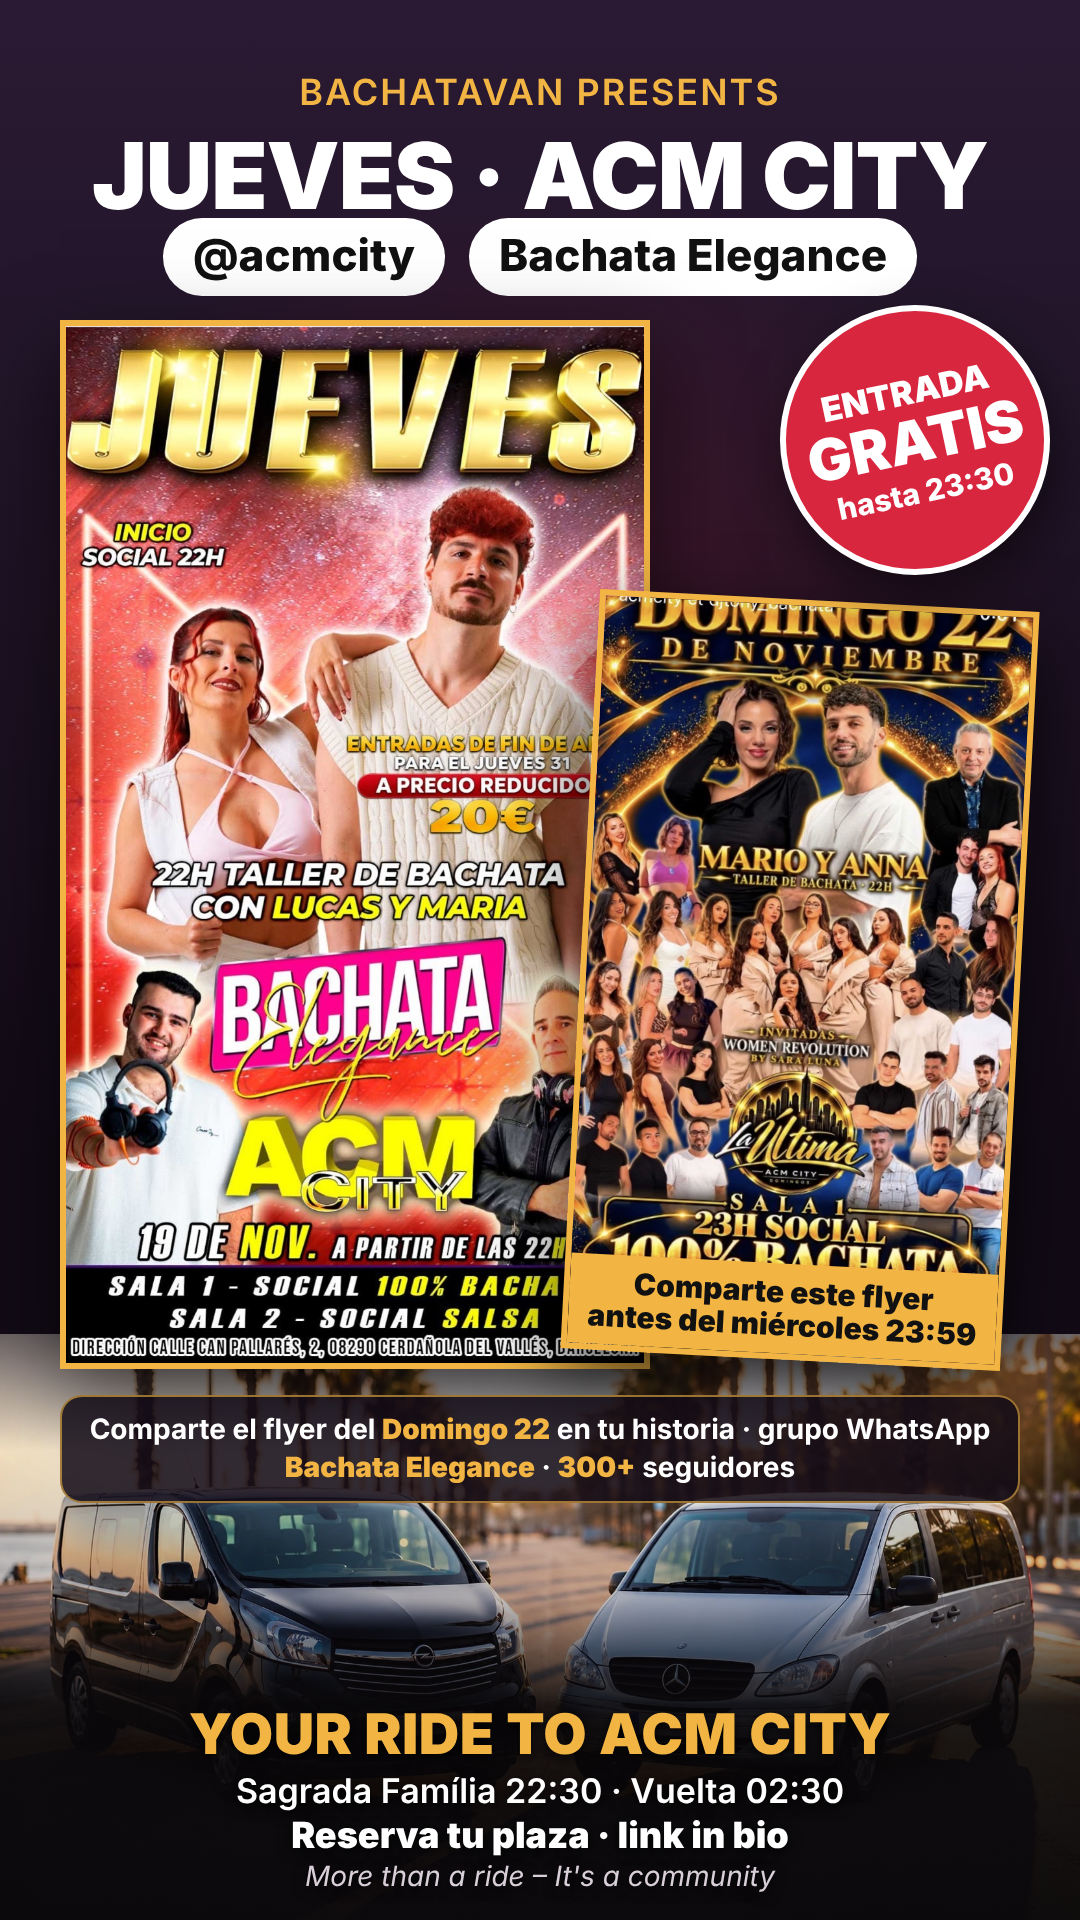 BACHATAVAN PRESENTS
JUEVES · ACM CITY
@acmcity
Bachata Elegance
ENTRADA
GRATIS
hasta 23:30
JUEVES
INICIO
SOCIAL 22H
ENTRADAS DE FIN DE
PARA EL JUEVES 31
A PRECIO REDUCIDO
20€
22H TALLER DE BACHATA
CON LUCAS Y MARIA
BACHATA
Elegance
ACM
CITY
19 DE NOV. A PARTIR DE LAS 22H
SALA 1 - SOCIAL 100% BACHA
SALA 2 - SOCIAL SALSA
DIRECCIÓN CALLE CAN PALLARÉS, 2, 08290 CERDAÑOLA DEL VALLÉS,
DOMINGO 22
DE NOVIEMBRE
MARIO Y ANNA
TALLER DE BACHATA · 22H
INVITADAS
WOMEN REVOLUTION
BY SARA LUNA
La Ultima
ACM CITY
DOMINGOS
SALA 1
23H SOCIAL
100% BACHATA
Comparte este flyer
antes del miércoles 23:59
Comparte el flyer del Domingo 22 en tu historia · grupo WhatsApp
Bachata Elegance · 300+ seguidores
YOUR RIDE TO ACM CITY
Sagrada Família 22:30 · Vuelta 02:30
Reserva tu plaza · link in bio
More than a ride – It's a community